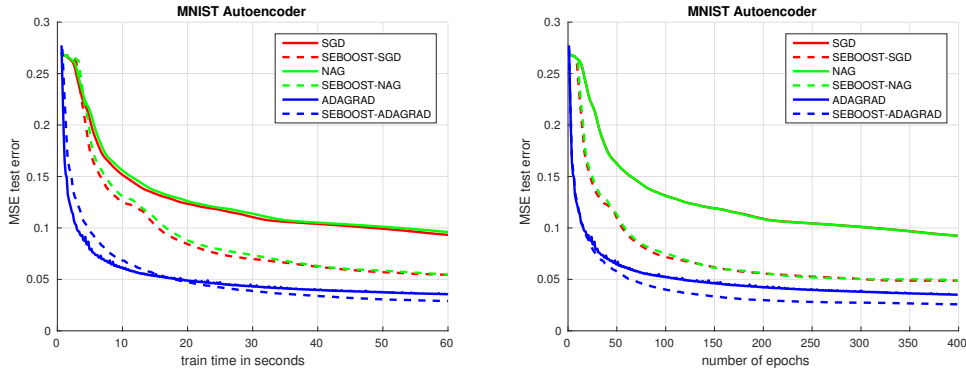 MNIST Autoencoder
0.3
0.25
0.2
0.15
0.1
0.05
0
MSE test error
SGD
SEBOOST-SGD
NAG
SEBOOST-NAG
ADAGRAD
SEBOOST-ADAGRAD
0 10 20 30 40 50 60
train time in seconds
MNIST Autoencoder
0.3
0.25
0.2
0.15
0.1
0.05
0
MSE test error
SGD
SEBOOST-SGD
NAG
SEBOOST-NAG
ADAGRAD
SEBOOST-ADAGRAD
0 50 100 150 200 250 300 350 400
number of epochs